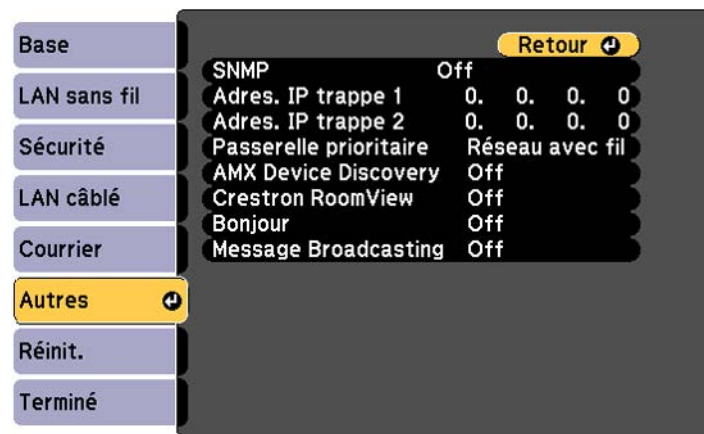 Base
LAN sans fil
Sécurité
LAN câblé
Courrier
Autres
Réinit.
Terminé
Retour
SNMP Off
Adres. IP trappe 1 0. 0. 0. 0
Adres. IP trappe 2 0. 0. 0. 0
Passerelle prioritaire Réseau avec fil
AMX Device Discovery Off
Crestron RoomView Off
Bonjour Off
Message Broadcasting Off